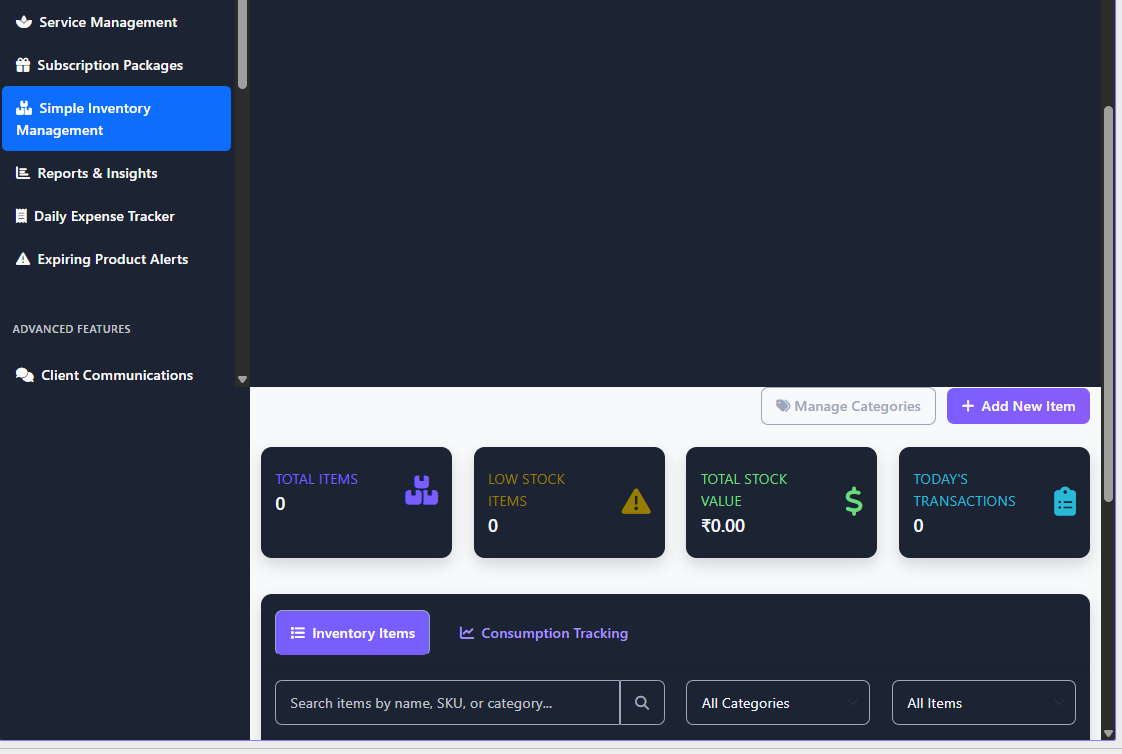 Service Management
Subscription Packages
Simple Inventory
Management
Reports & Insights
Daily Expense Tracker
Expiring Product Alerts
ADVANCED FEATURES
Client Communications
Manage Categories
Add New Item
TOTAL ITEMS
0
LOW STOCK
ITEMS
0
TOTAL STOCK
VALUE
₹0.00
TODAY'S
TRANSACTIONS
0
Inventory Items
Consumption Tracking
Search items by name, SKU, or category...
All Categories
All Items